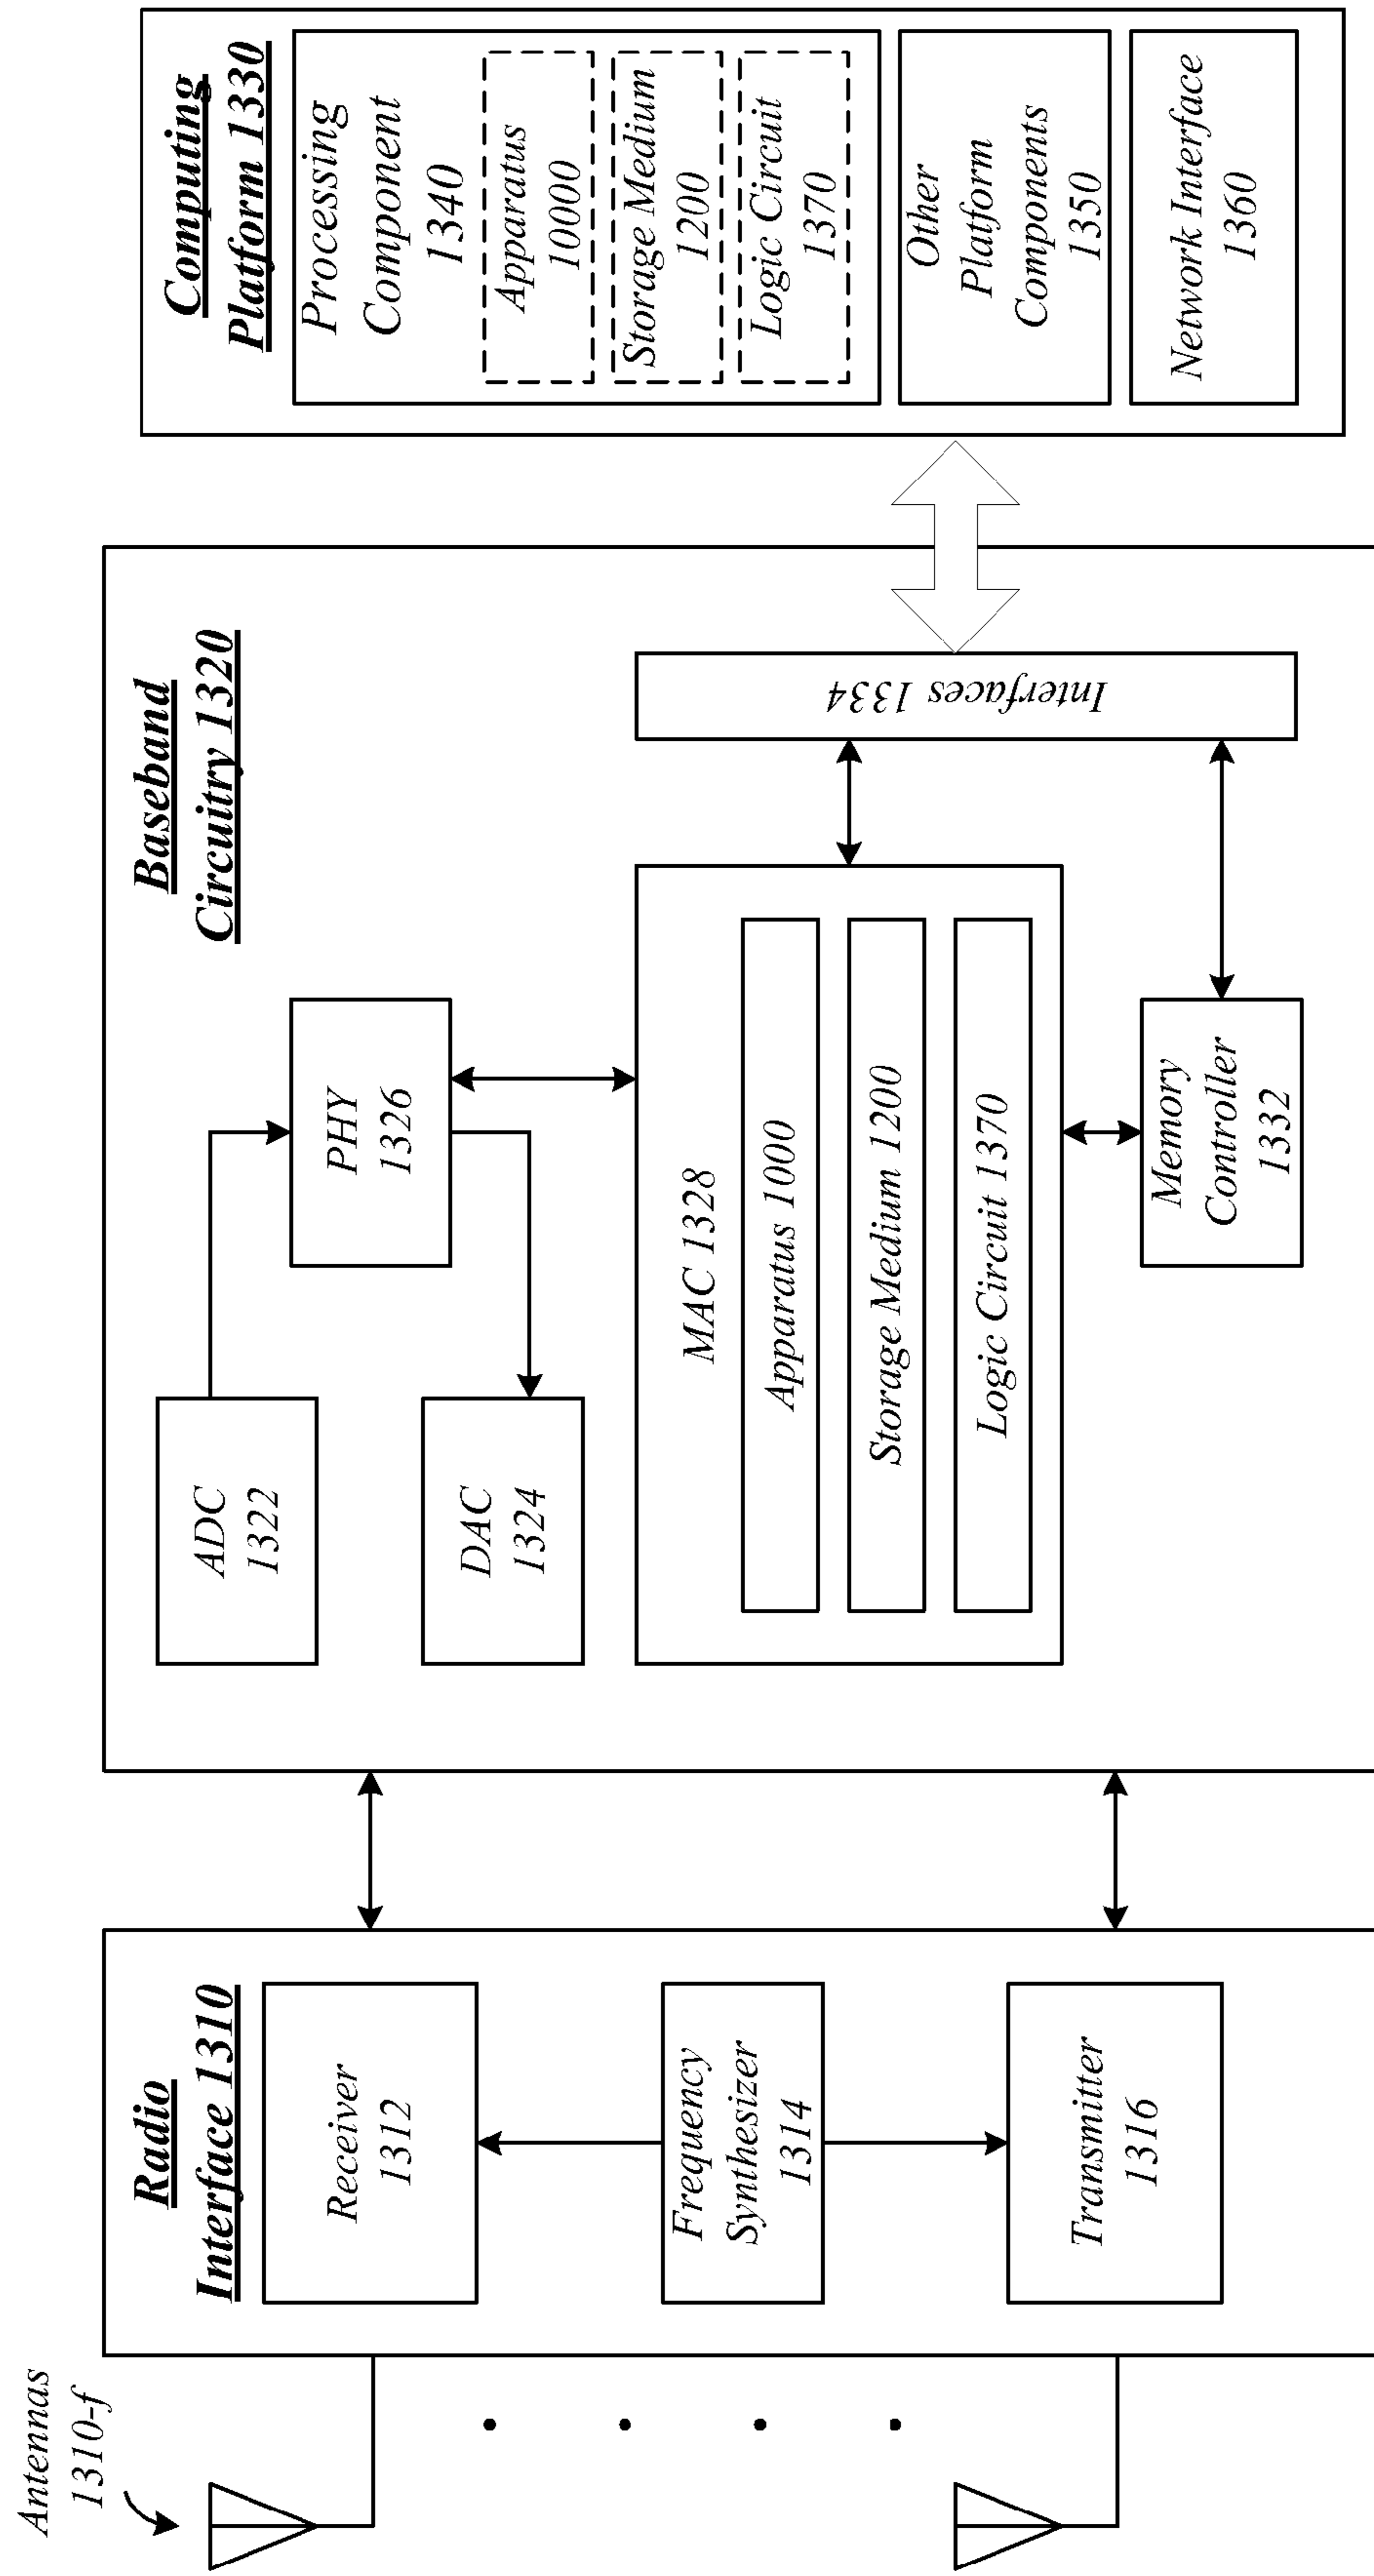 Antennas
1310-f
Radio
Interface 1310
Receiver
1312
Frequency
Synthesizer
1314
Transmitter
1316
Baseband
Circuitry 1320
ADC
1322
DAC
1324
PHY
1326
MAC 1328
Apparatus 1000
Storage Medium 1200
Logic Circuit 1370
Memory
Controller
1332
Interfaces 1334
Computing
Platform 1330
Processing
Component
1340
Apparatus
10000
Storage Medium
1200
Logic Circuit
1370
Other
Platform
Components
1350
Network Interface
1360